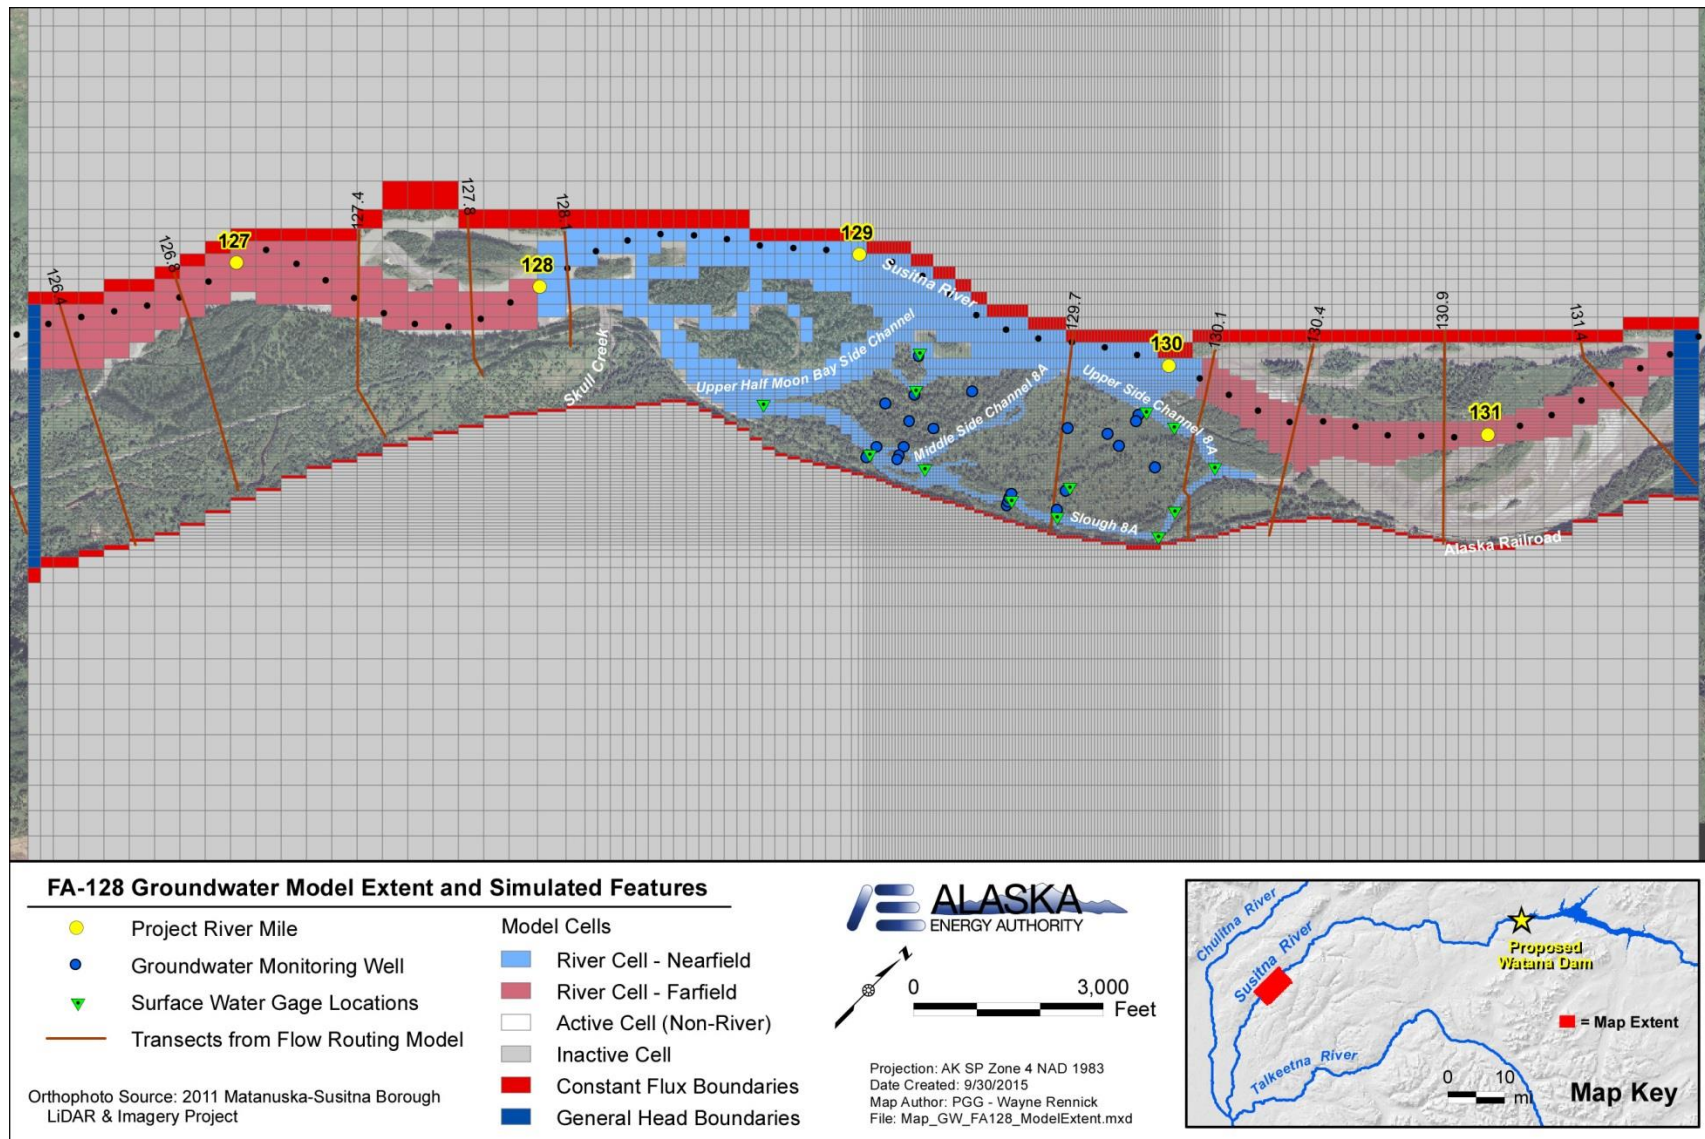 126.4
126.8
127
127.4
127.8
128
128.1
129
Susitna River
129.7
130
130.1
130.4
130.9
131.4
131
Skull Creek
Upper Half Moon Bay Side Channel
Middle Side Channel 8A
Upper Side Channel 8A
Slough 8A
Alaska Railroad
FA-128 Groundwater Model Extent and Simulated Features
Project River Mile
Groundwater Monitoring Well
Surface Water Gage Locations
Transects from Flow Routing Model
Orthophoto Source: 2011 Matanuska-Susitna Borough
LiDAR & Imagery Project
Model Cells
River Cell - Nearfield
River Cell - Farfield
Active Cell (Non-River)
Inactive Cell
Constant Flux Boundaries
General Head Boundaries
ALASKA
ENERGY AUTHORITY
N
0 3,000
Feet
Projection: AK SP Zone 4 NAD 1983
Date Created: 9/30/2015
Map Author: PGG - Wayne Rennick
File: Map_GW_FA128_ModelExtent.mxd
Chulitna River
Susitna River
Proposed
Watana Dam
= Map Extent
Talkeetna River
0 10
mi
Map Key